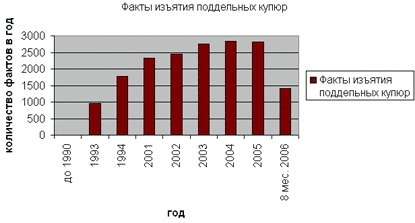 Факты изъятия поддельных купюр
количество фактов в год
3000
2500
2000
1500
1000
500
0
до 1990
1993
1994
2001
2002
2003
2004
2005
8 мес. 2006
год
Факты изъятия
поддельных купюр